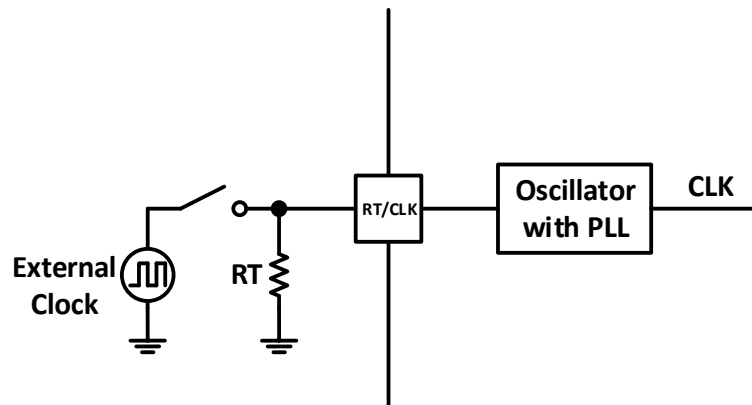 External
Clock
RT
RT/CLK
Oscillator
with PLL
CLK